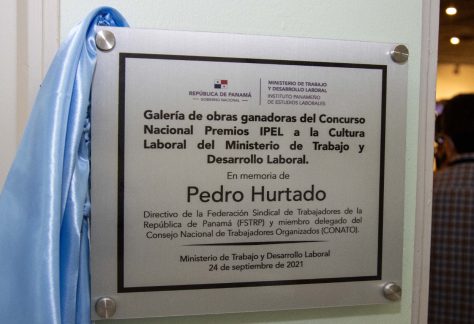 REPÚBLICA DE PANAMÁ
GOBIERNO NACIONAL
MINISTERIO DE TRABAJO
Y DESARROLLO LABORAL
INSTITUTO PANAMEÑO
DE ESTUDIOS LABORALES
Galería de obras ganadoras del Concurso
Nacional Premios IPEL a la Cultura
Laboral del Ministerio de Trabajo y
Desarrollo Laboral.
En memoria de
Pedro Hurtado
Directivo de la Federación Sindical de Trabajadores de la
República de Panamá (FSTRP) y miembro delegado del
Consejo Nacional de Trabajadores Organizados (CONATO).
Ministerio de Trabajo y Desarrollo Laboral
24 de septiembre de 2021